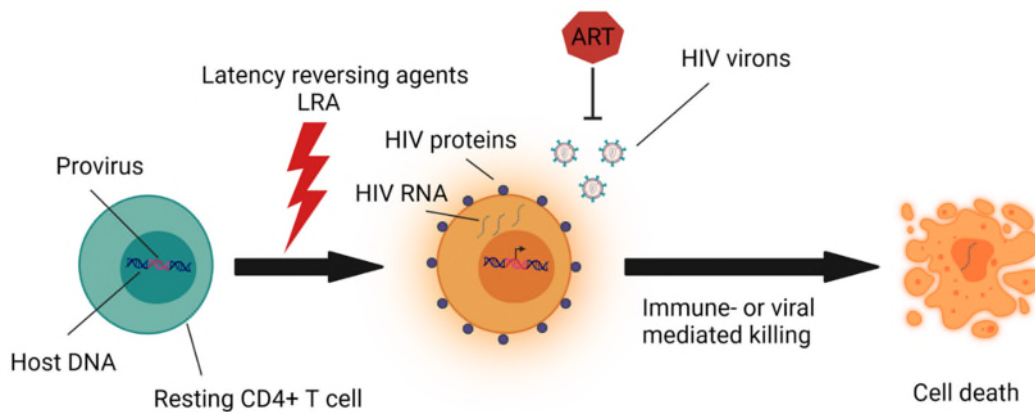 ART
HIV virons
Latency reversing agents
LRA
HIV proteins
Provirus
HIV RNA
Immune- or viral
mediated killing
Host DNA
Resting CD4+ T cell
Cell death